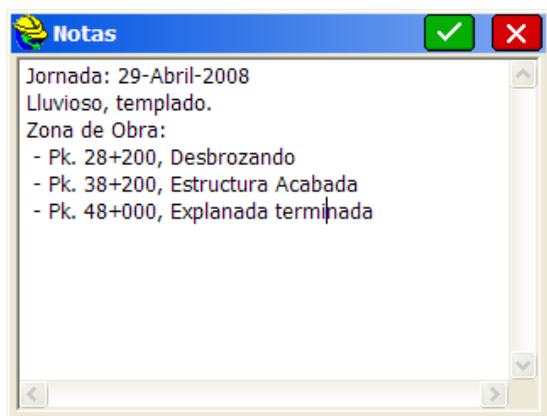 Notas
Jornada: 29-Abril-2008
Lluvioso, templado.
Zona de Obra:
- Pk. 28+200, Desbrozando
- Pk. 38+200, Estructura Acabada
- Pk. 48+000, Explanada terminada